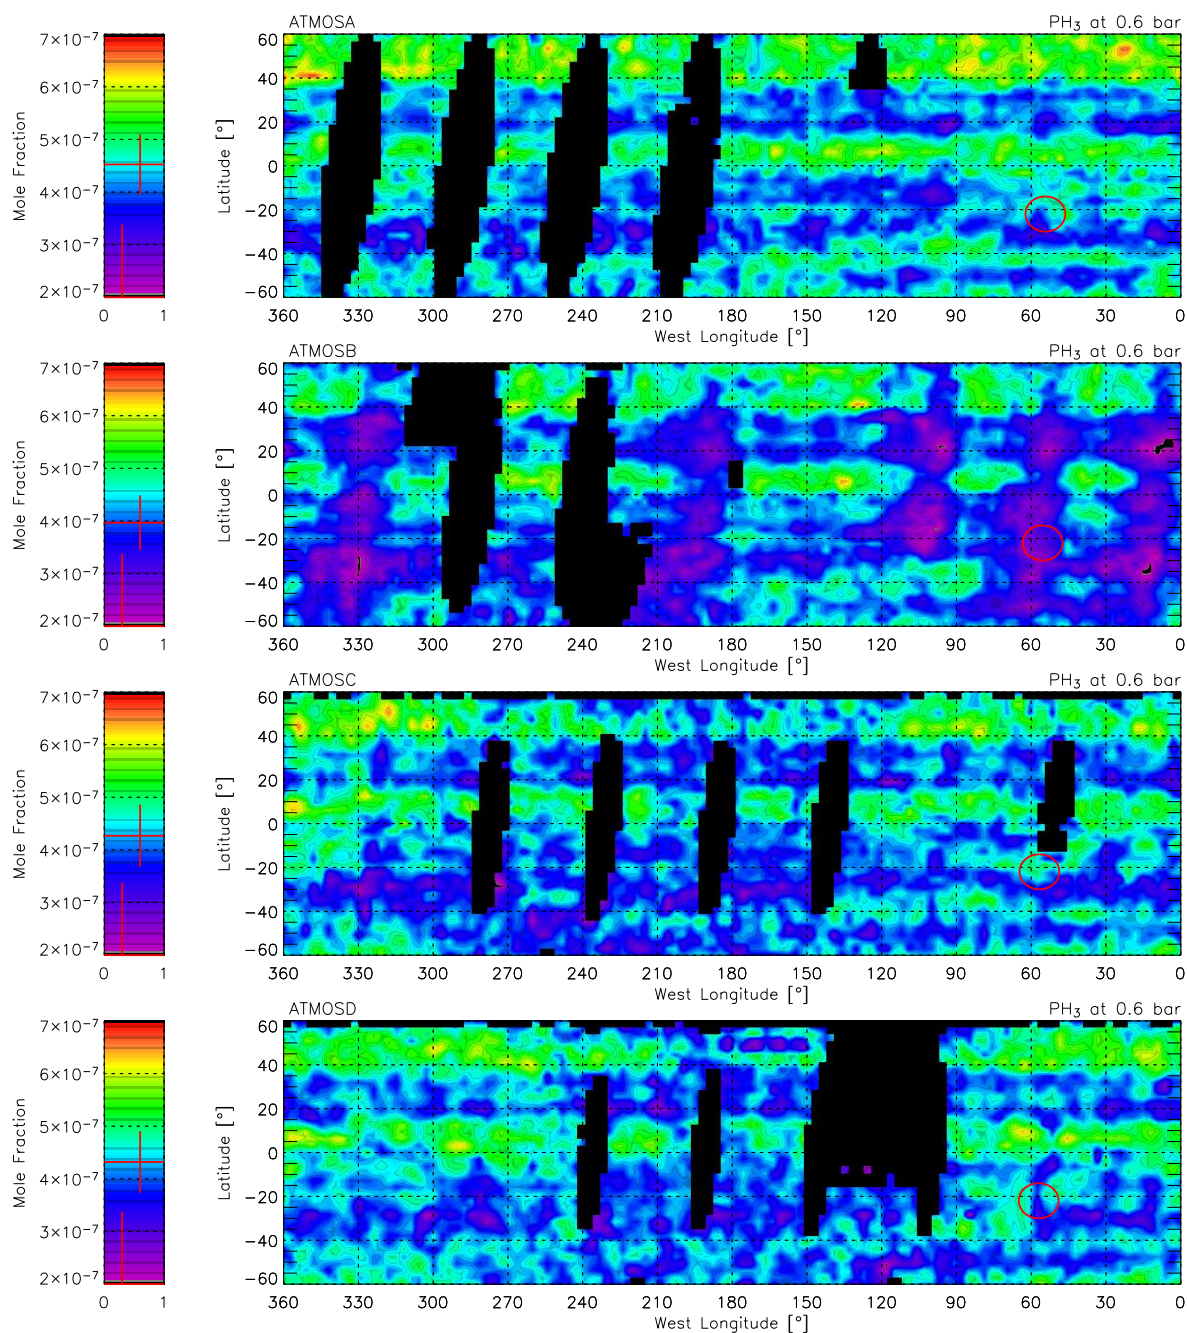 ATMOSA PH3 at 0.6 bar
7×10−7
6×10−7
5×10−7
4×10−7
3×10−7
2×10−7
Mole Fraction
0 1
60
40
20
0
−20
−40
−60
Latitude [°]
360 330 300 270 240 210 180 150 120 90 60 30 0
West Longitude [°]
ATMOSB PH3 at 0.6 bar
7×10−7
6×10−7
5×10−7
4×10−7
3×10−7
2×10−7
Mole Fraction
0 1
60
40
20
0
−20
−40
−60
Latitude [°]
360 330 300 270 240 210 180 150 120 90 60 30 0
West Longitude [°]
ATMOSC PH3 at 0.6 bar
7×10−7
6×10−7
5×10−7
4×10−7
3×10−7
2×10−7
Mole Fraction
0 1
60
40
20
0
−20
−40
−60
Latitude [°]
360 330 300 270 240 210 180 150 120 90 60 30 0
West Longitude [°]
ATMOSD PH3 at 0.6 bar
7×10−7
6×10−7
5×10−7
4×10−7
3×10−7
2×10−7
Mole Fraction
0 1
60
40
20
0
−20
−40
−60
Latitude [°]
360 330 300 270 240 210 180 150 120 90 60 30 0
West Longitude [°]